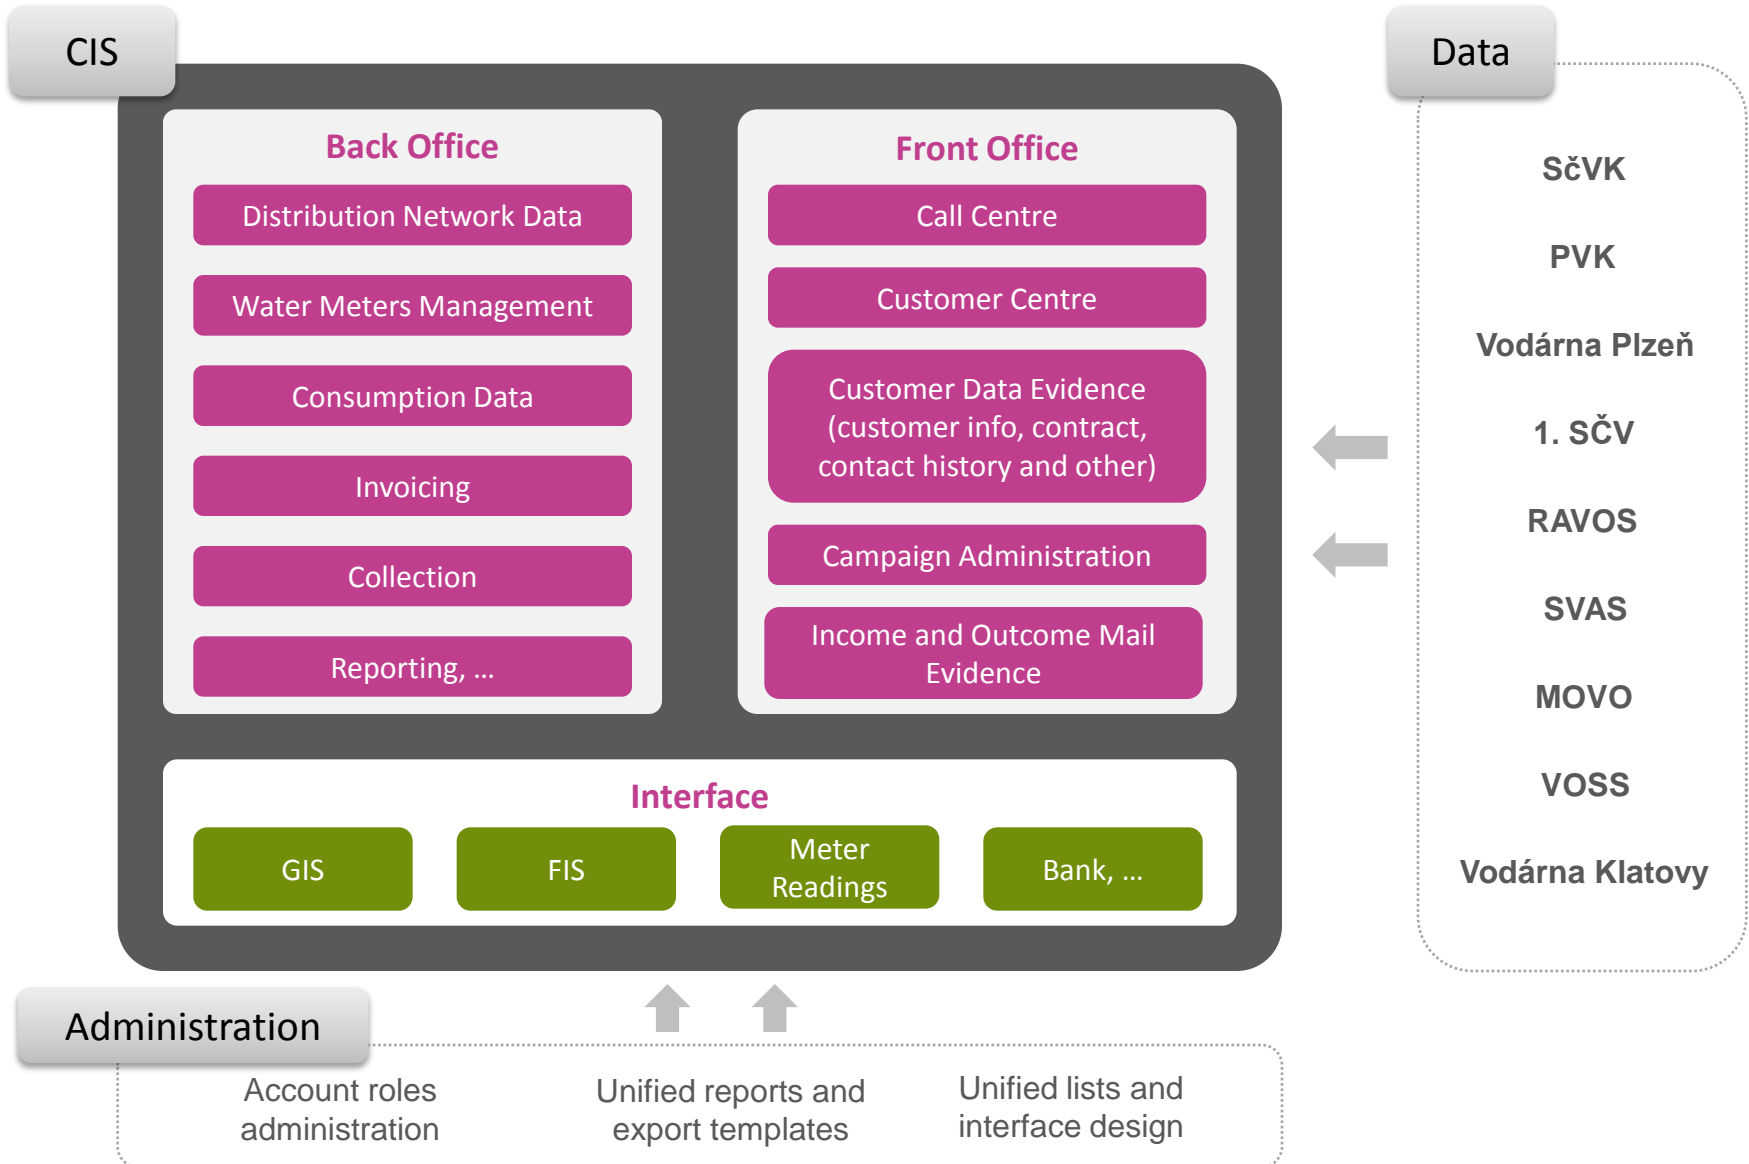 CIS
Data
Back Office
Distribution Network Data
Water Meters Management
Consumption Data
Invoicing
Collection
Reporting, ...
Front Office
Call Centre
Customer Centre
Customer Data Evidence
(customer info, contract,
contact history and other)
Campaign Administration
Income and Outcome Mail
Evidence
Interface
GIS
FIS
Meter
Readings
Bank, ...
SčVK
PVK
Vodárna Plzeň
1. SČV
RAVOS
SVAS
MOVO
VOSS
Vodárna Klatovy
Administration
Account roles
administration
Unified reports and
export templates
Unified lists and
interface design